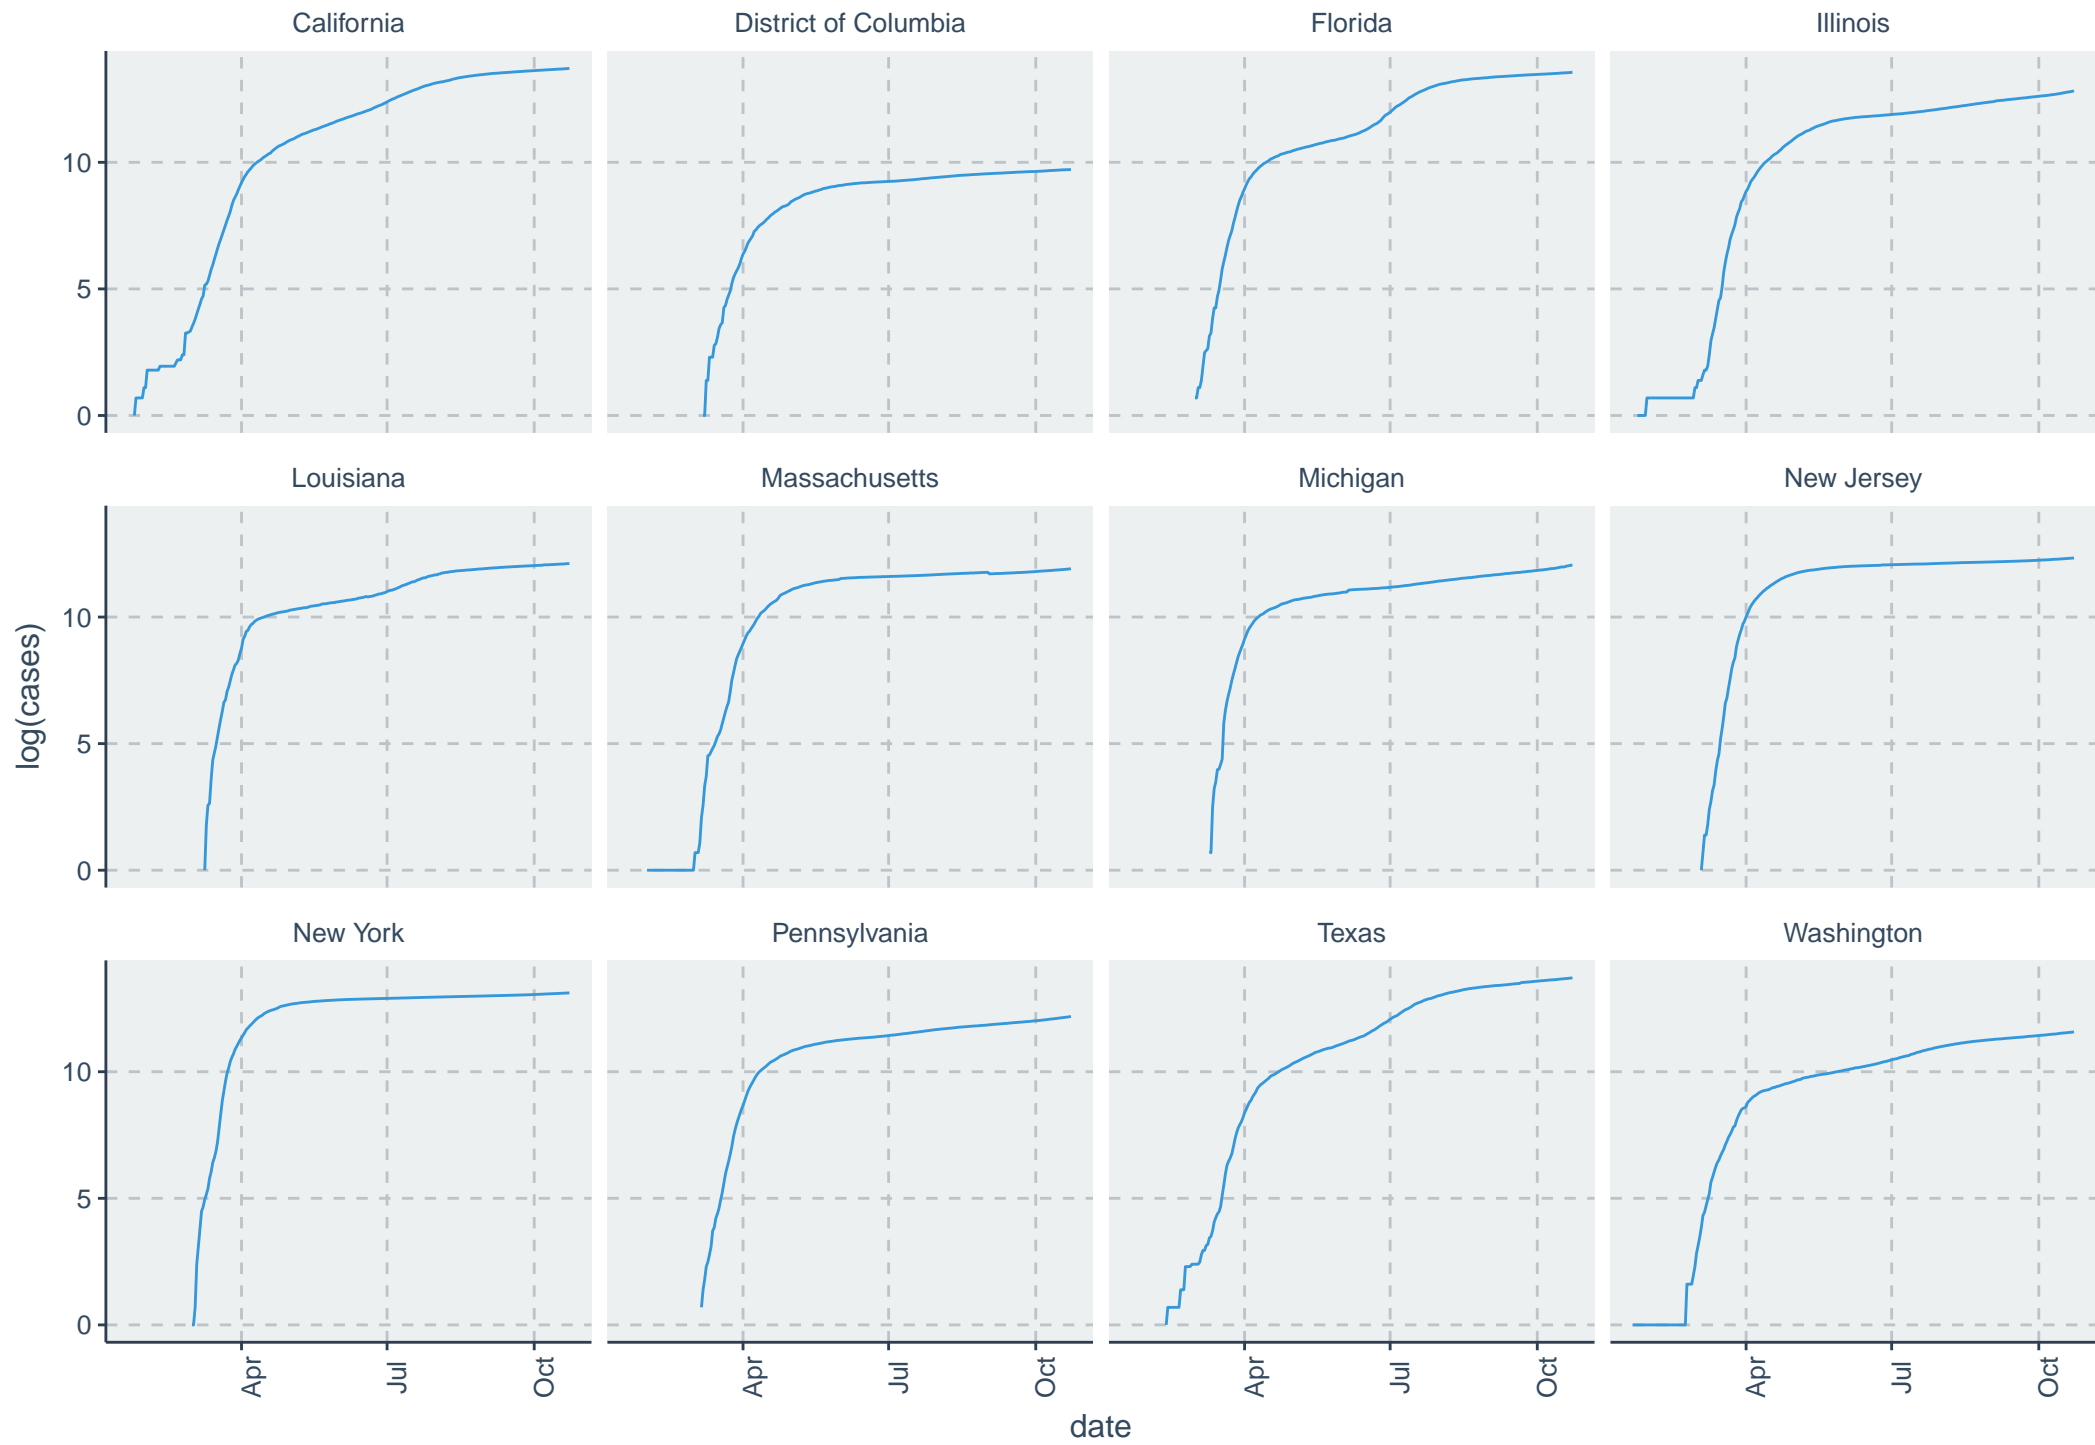 California District of Columbia Florida Illinois
10
5
0
Louisiana Massachusetts Michigan New Jersey
10
5
0
log(cases)
New York Pennsylvania Texas Washington
10
5
0
Apr Jul Oct Apr Jul Oct Apr Jul Oct Apr Jul Oct
date